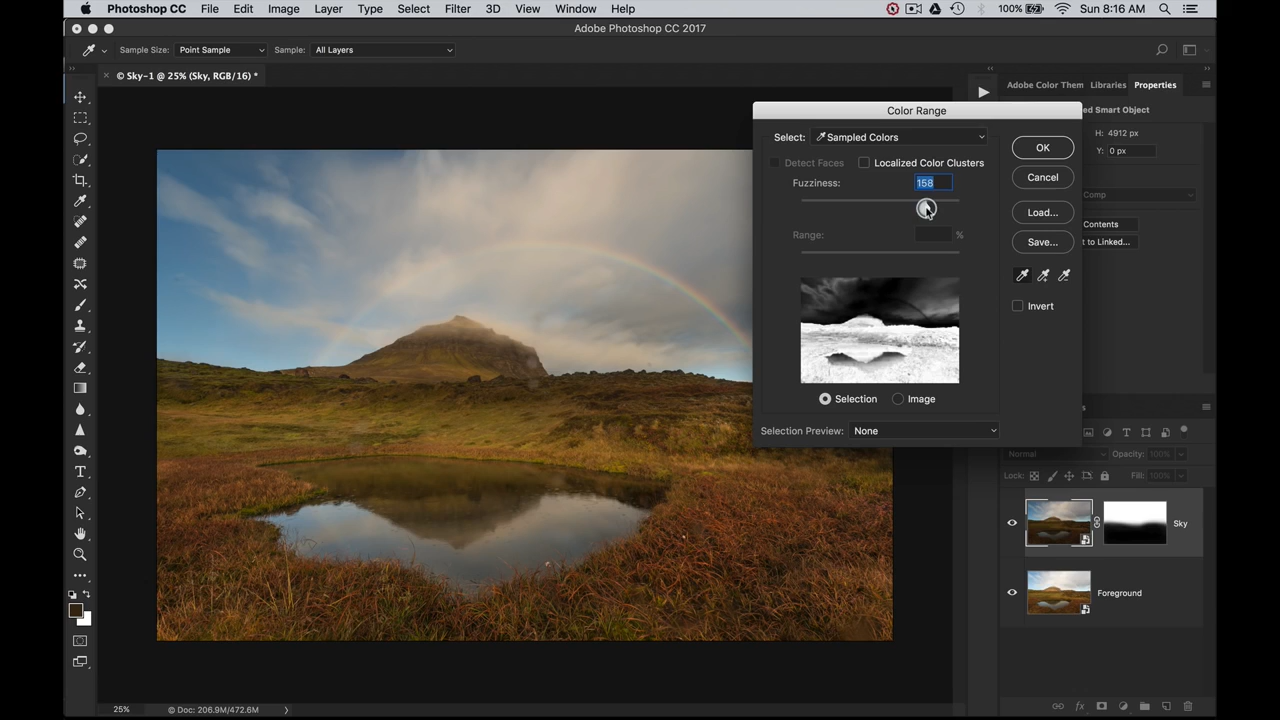 Photoshop CC File Edit Image Layer Type Select Filter 3D View Window Help 100% Sun 8:16 AM
Adobe Photoshop CC 2017
Sample Size: Point Sample Sample: All Layers
© Sky-1 @ 25% (Sky, RGB/16) *
Adobe Color Them Libraries Properties
Color Range
ed Smart Object
Select: Sampled Colors
H: 4912 px
OK
Y: 0 px
Detect Faces Localized Color Clusters
Cancel
Fuzziness: 158
Comp
Load...
Contents
Range: %
Save...
t to Linked...
Invert
Selection Image
Selection Preview: None
Normal Opacity: 100%
Lock: Fill: 100%
Sky
Foreground
25% © Doc: 206.9M/472.6M